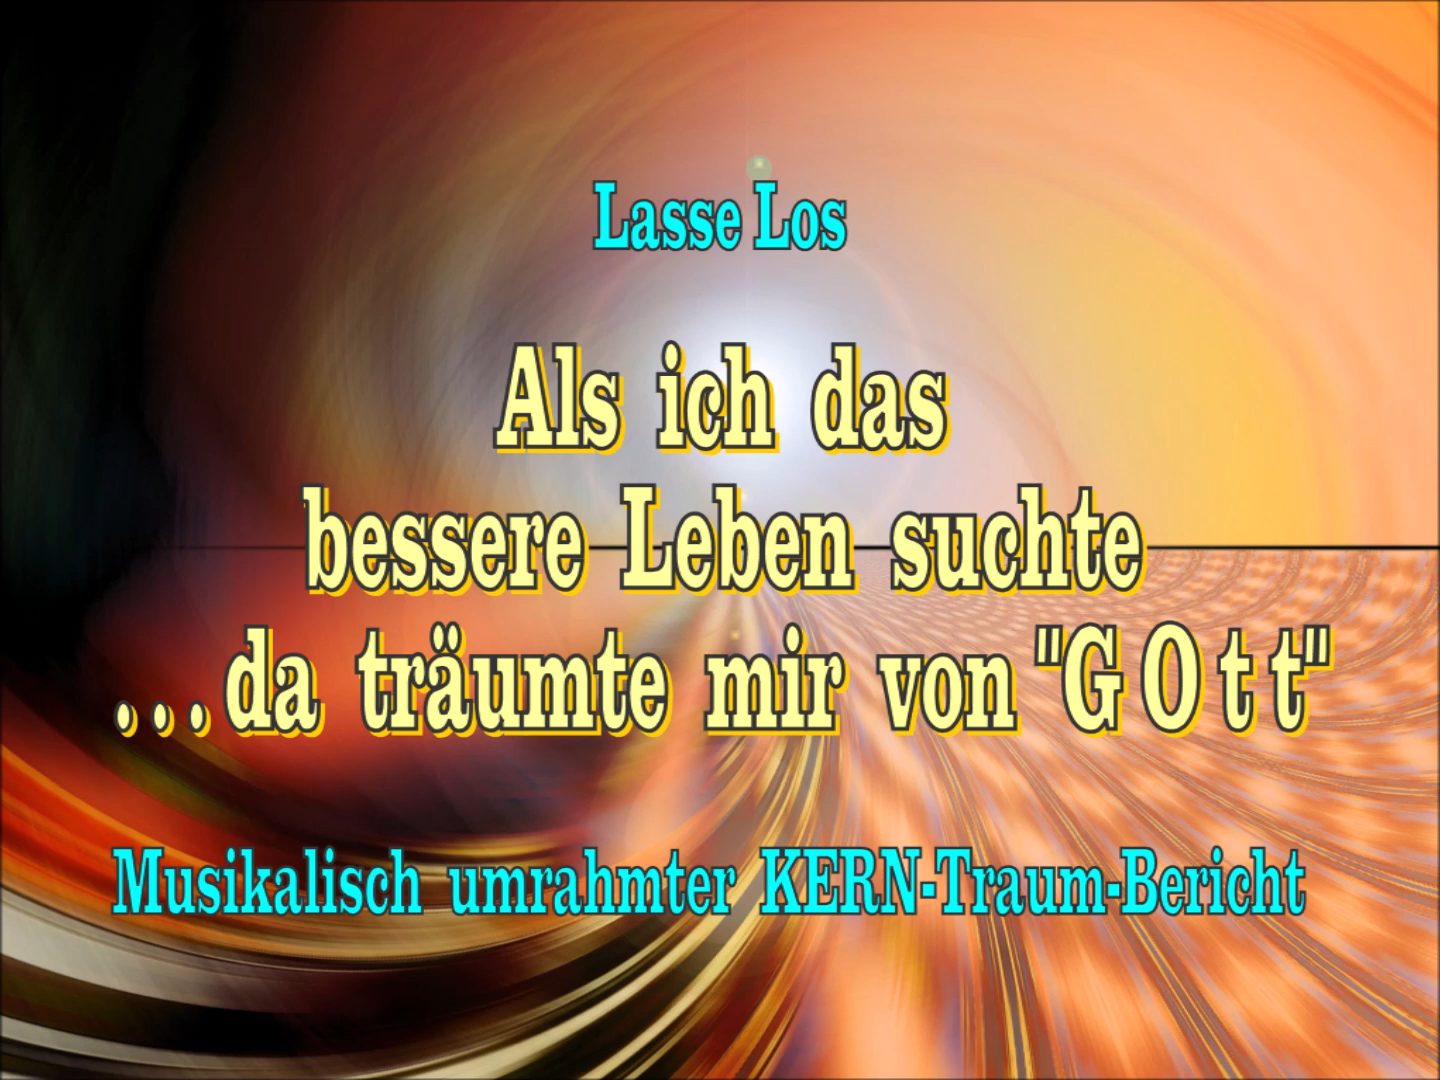 Lasse Los
Als ich das
bessere Leben suchte
...da träumte mir von "G O t t"
Musikalisch umrahmter KERN-Traum-Bericht